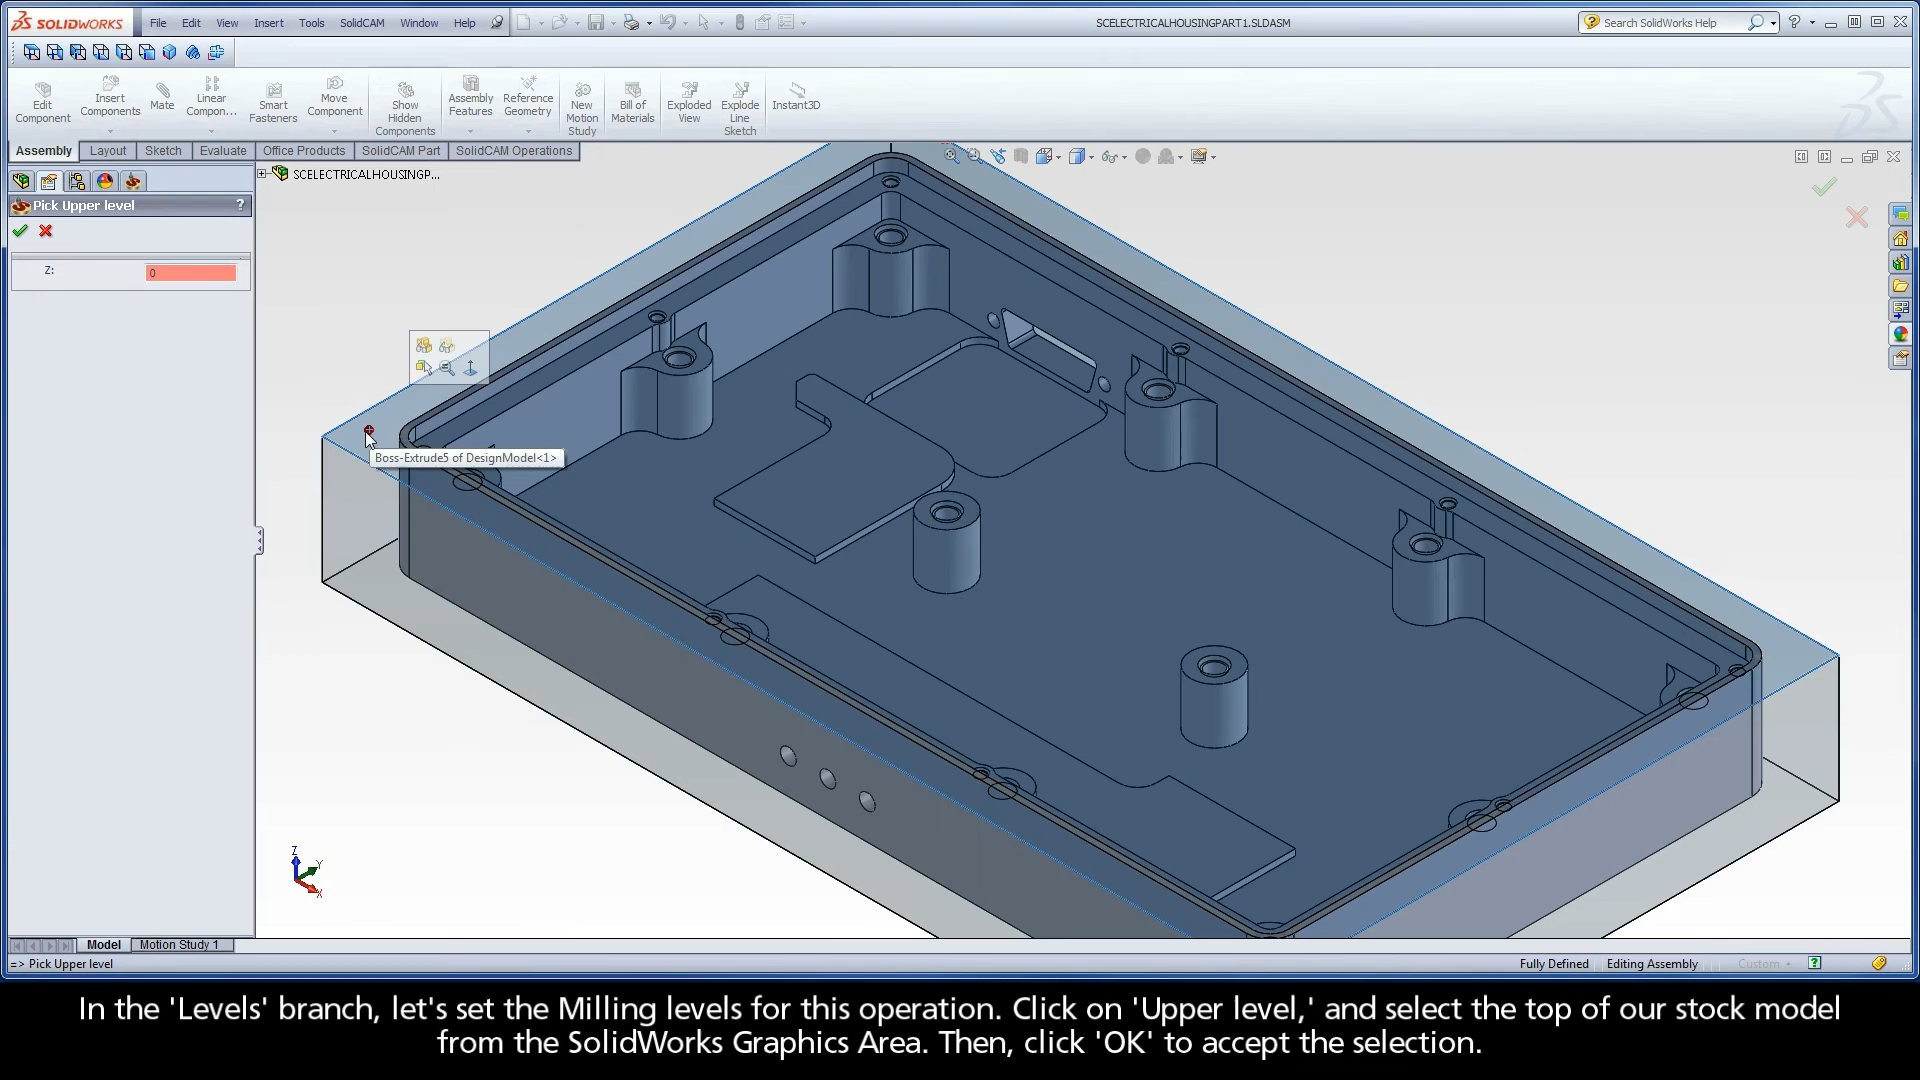 SOLIDWORKS File Edit View Insert Tools SolidCAM Window Help SCELECTRICALHOUSINGPART1.SLDASM Search SolidWorks Help
Edit Component
Insert Components
Mate
Linear Compon...
Smart Fasteners
Move Component
Show Hidden Components
Assembly Features
Reference Geometry
New Motion Study
Bill of Materials
Exploded View
Explode Line Sketch
Instant3D
Assembly Layout Sketch Evaluate Office Products SolidCAM Part SolidCAM Operations
SCELECTRICALHOUSINGP...
Pick Upper level ?
Z: 0
Boss-Extrude5 of DesignModel<1>
Z
Y
X
Model Motion Study 1
=> Pick Upper level Fully Defined Editing Assembly Custom
In the 'Levels' branch, let's set the Milling levels for this operation. Click on 'Upper level,' and select the top of our stock model
from the SolidWorks Graphics Area. Then, click 'OK' to accept the selection.